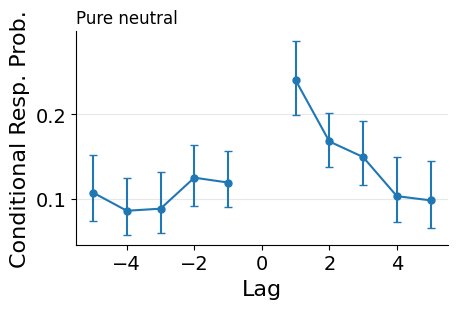 Pure neutral
Conditional Resp. Prob.
0.2
0.1
−4 −2 0 2 4
Lag